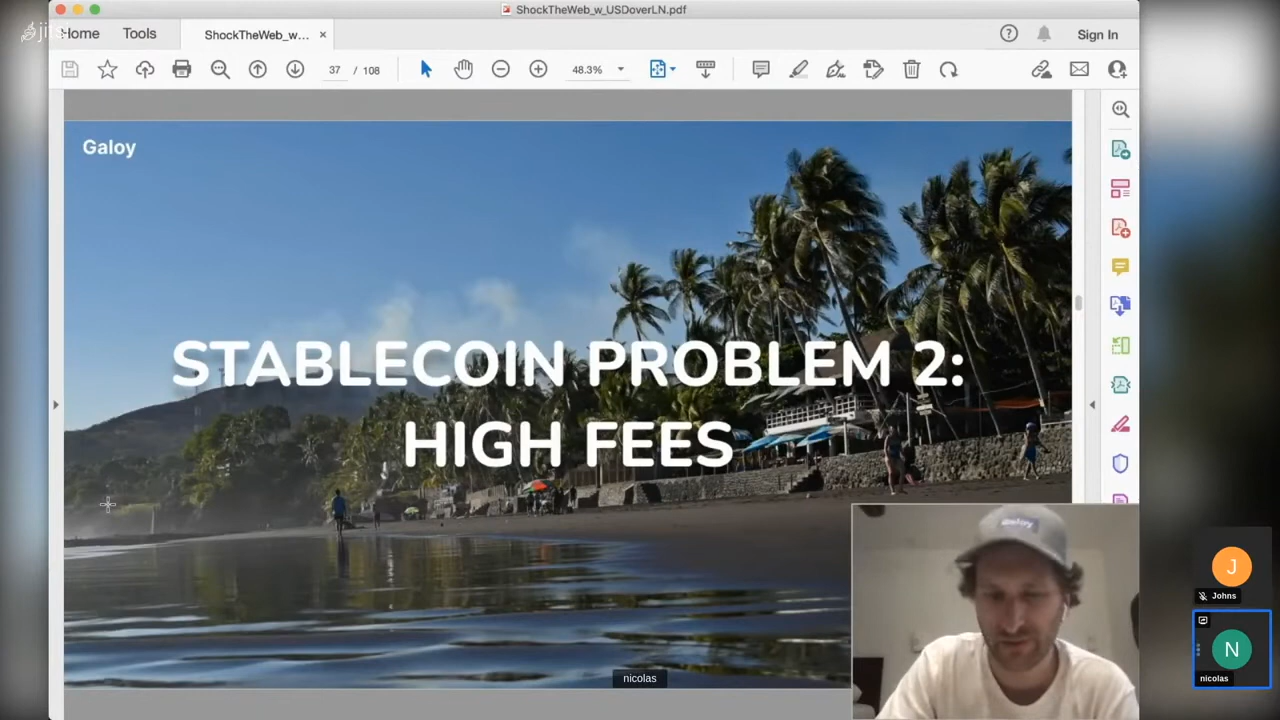 ShockTheWeb_w_USDoverLN.pdf
Home
Tools
ShockTheWeb_w...
Sign In
37 / 108
48.3%
Galoy
STABLECOIN PROBLEM 2:
HIGH FEES
Galoy
nicolas
J
Johns
N
nicolas